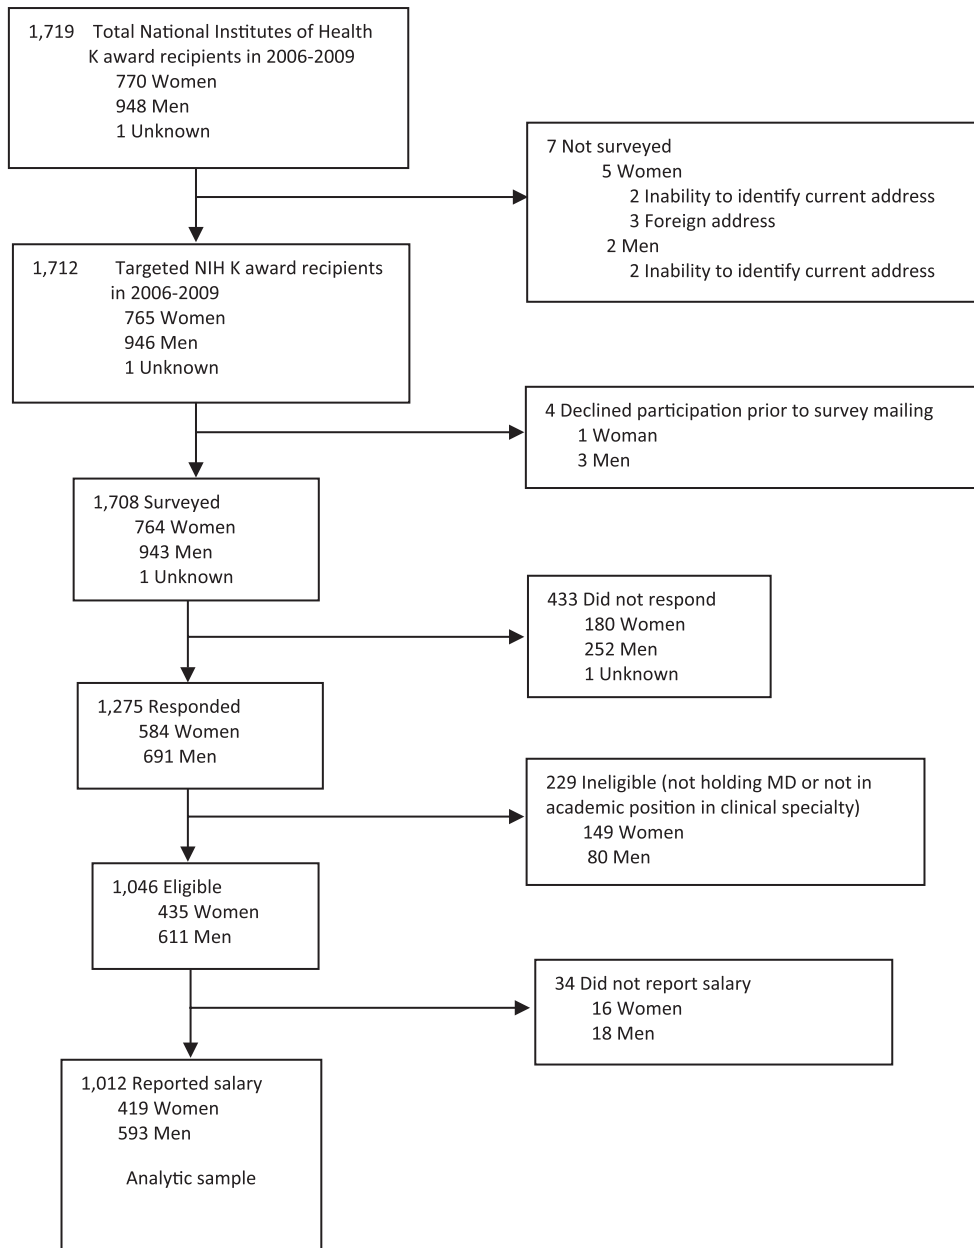 1,719 Total National Institutes of Health
K award recipients in 2006-2009
770 Women
948 Men
1 Unknown
7 Not surveyed
5 Women
2 Inability to identify current address
3 Foreign address
2 Men
2 Inability to identify current address
1,712 Targeted NIH K award recipients
in 2006-2009
765 Women
946 Men
1 Unknown
4 Declined participation prior to survey mailing
1 Woman
3 Men
1,708 Surveyed
764 Women
943 Men
1 Unknown
433 Did not respond
180 Women
252 Men
1 Unknown
1,275 Responded
584 Women
691 Men
229 Ineligible (not holding MD or not in
academic position in clinical specialty)
149 Women
80 Men
1,046 Eligible
435 Women
611 Men
34 Did not report salary
16 Women
18 Men
1,012 Reported salary
419 Women
593 Men
Analytic sample